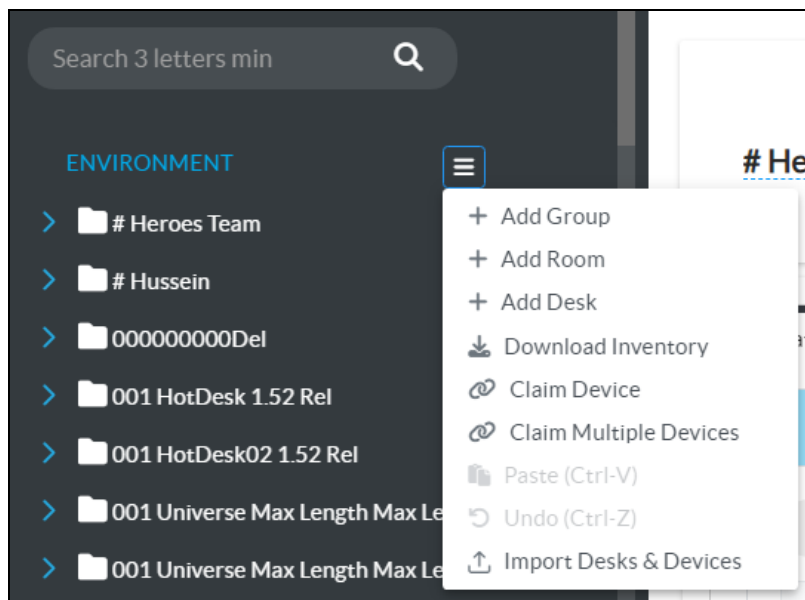 Search 3 letters min
ENVIRONMENT
# He
# Heroes Team
# Hussein
000000000Del
001 HotDesk 1.52 Rel
001 HotDesk02 1.52 Rel
001 Universe Max Length Max Le
001 Universe Max Length Max Le
+ Add Group
+ Add Room
+ Add Desk
Download Inventory
Claim Device
Claim Multiple Devices
Paste (Ctrl-V)
Undo (Ctrl-Z)
Import Desks & Devices